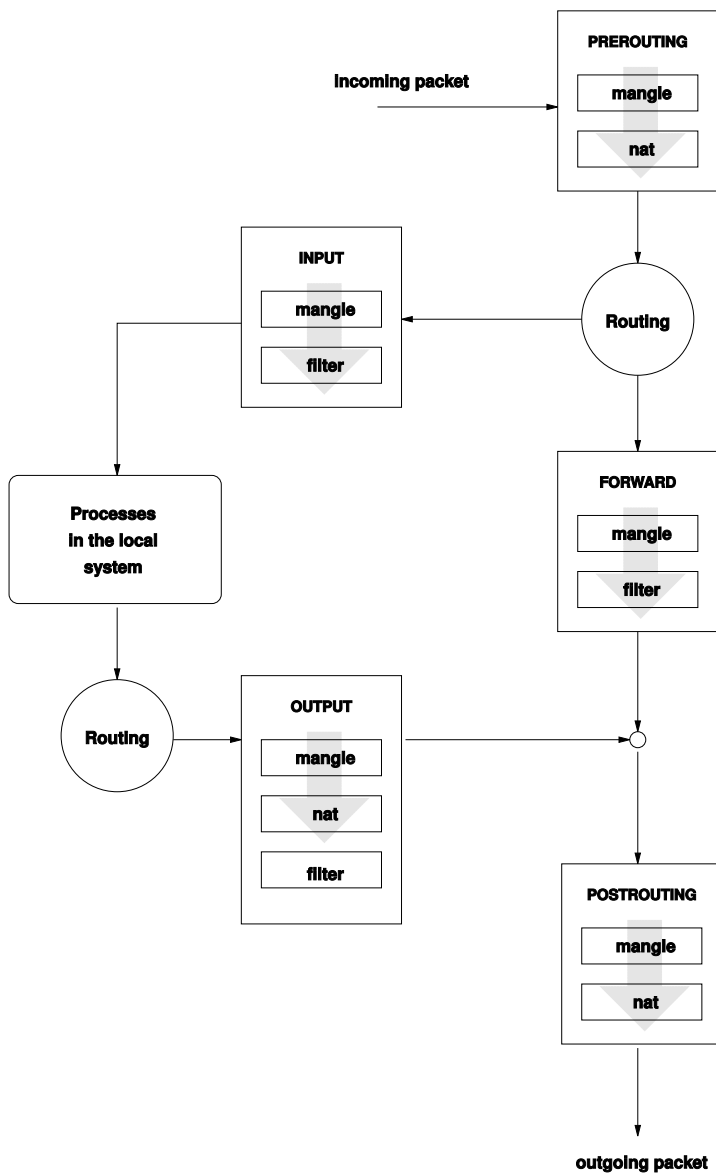 PREROUTING
incoming packet
mangle
nat
INPUT
mangle
filter
Routing
FORWARD
mangle
filter
Processes
in the local
system
Routing
OUTPUT
mangle
nat
filter
POSTROUTING
mangle
nat
outgoing packet